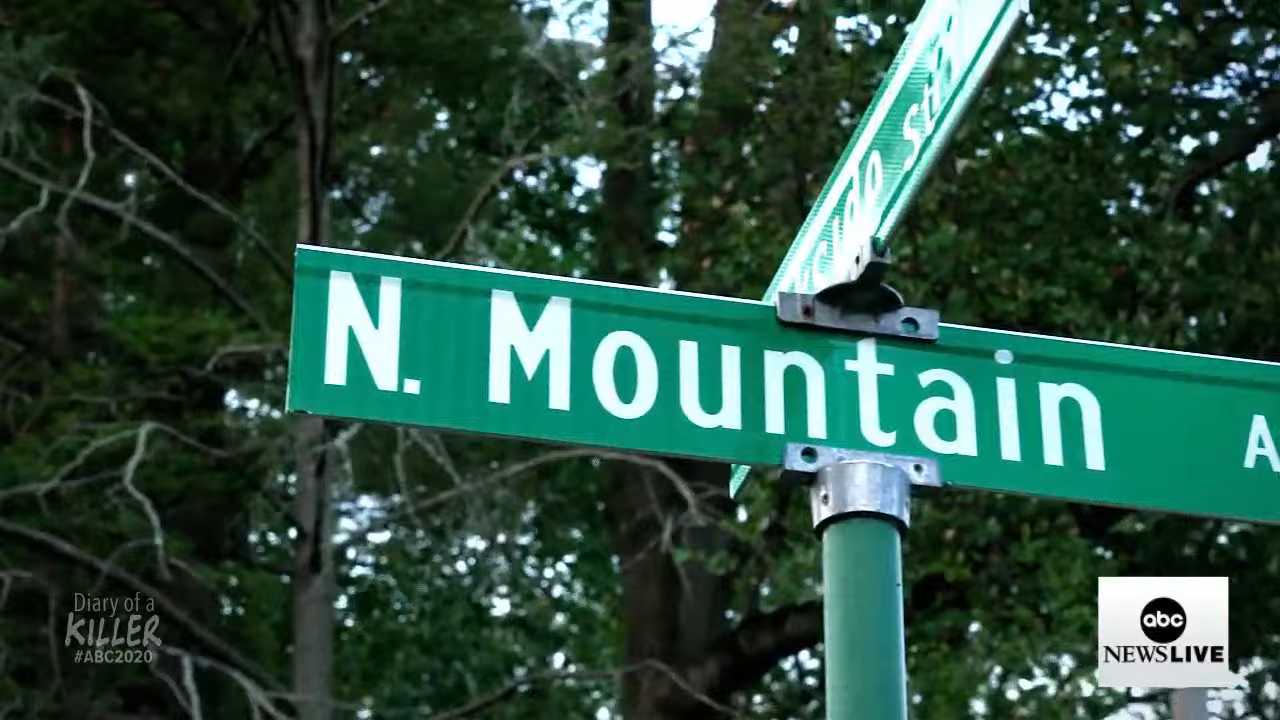 N. Mountain A
Diary of a
KILLER
#ABC2020
abc
NEWSLIVE